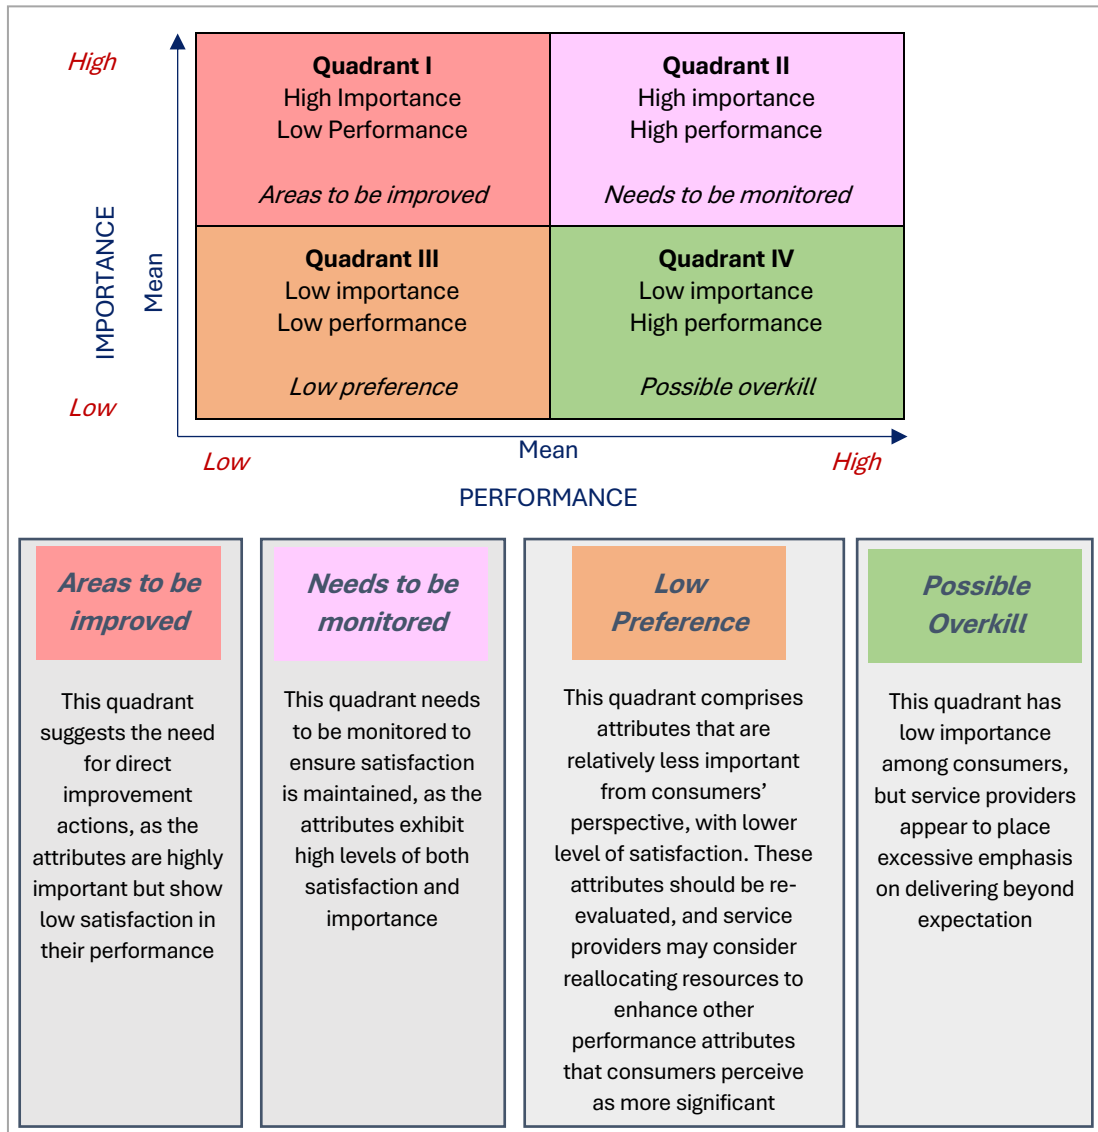 High
Quadrant I
High Importance
Low Performance
Areas to be improved
Quadrant II
High importance
High performance
Needs to be monitored
IMPORTANCE
Mean
Quadrant III
Low importance
Low performance
Low preference
Quadrant IV
Low importance
High performance
Possible overkill
Low
Low
Mean
High
PERFORMANCE
Areas to be
improved
This quadrant
suggests the need
for direct
improvement
actions, as the
attributes are highly
important but show
low satisfaction in
their performance
Needs to be
monitored
This quadrant needs
to be monitored to
ensure satisfaction
is maintained, as the
attributes exhibit
high levels of both
satisfaction and
importance
Low
Preference
This quadrant comprises
attributes that are
relatively less important
from consumers’
perspective, with lower
level of satisfaction. These
attributes should be re-
evaluated, and service
providers may consider
reallocating resources to
enhance other
performance attributes
that consumers perceive
as more significant
Possible
Overkill
This quadrant has
low importance
among consumers,
but service providers
appear to place
excessive emphasis
on delivering beyond
expectation